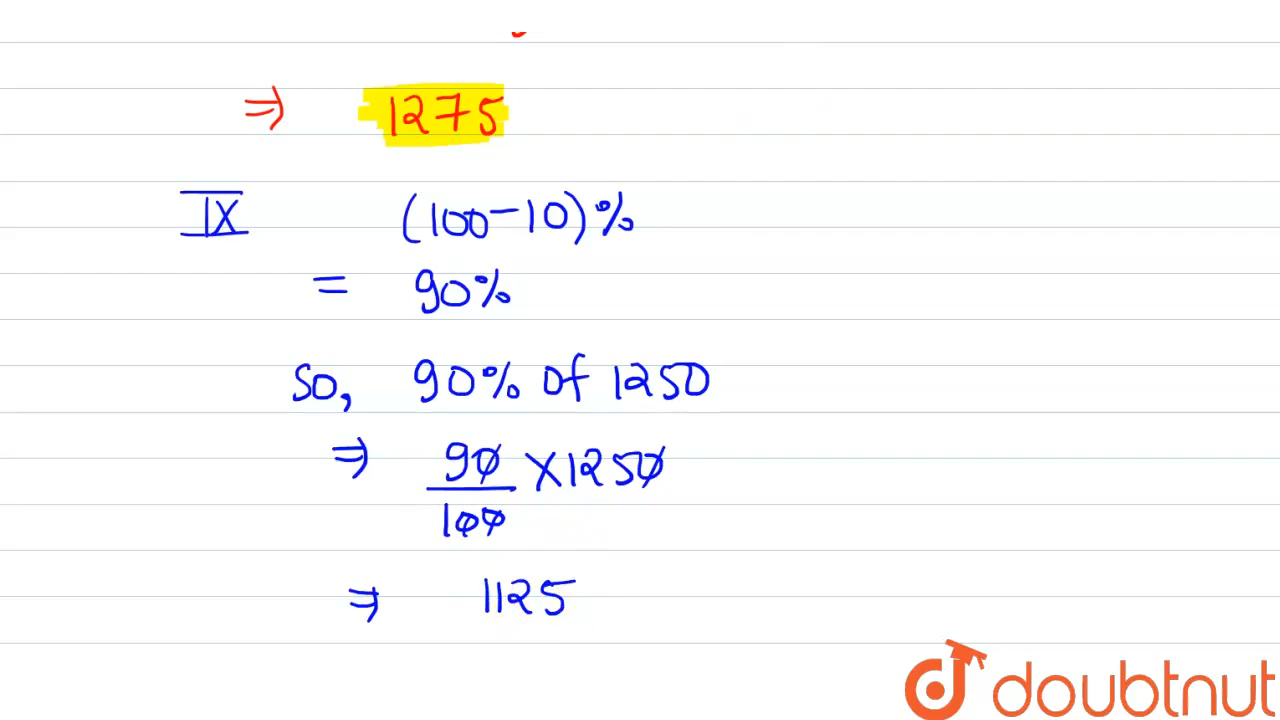 ⇒ 1275
IX (100-10)%
= 90%
so, 90% of 1250
⇒ 90/100 × 1250
⇒ 1125
doubtnut